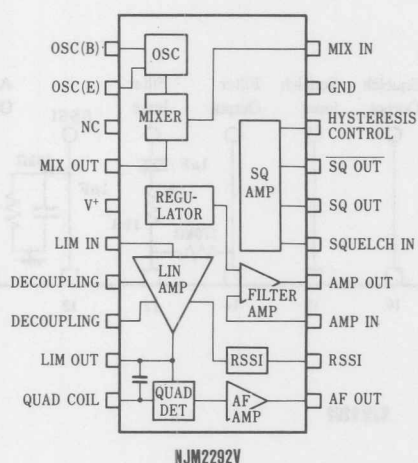 OSC(B)
OSC(E)
NC
MIX OUT
V+
LIM IN
DECOUPLING
DECOUPLING
LIM OUT
QUAD COIL
OSC
MIXER
REGU-
LATOR
LIN
AMP
QUAD
DET
SQ
AMP
FILTER
AMP
RSSI
AF
AMP
MIX IN
GND
HYSTERESIS
CONTROL
SQ OUT
SQ OUT
SQUELCH IN
AMP OUT
AMP IN
RSSI
AF OUT
NJM2292V